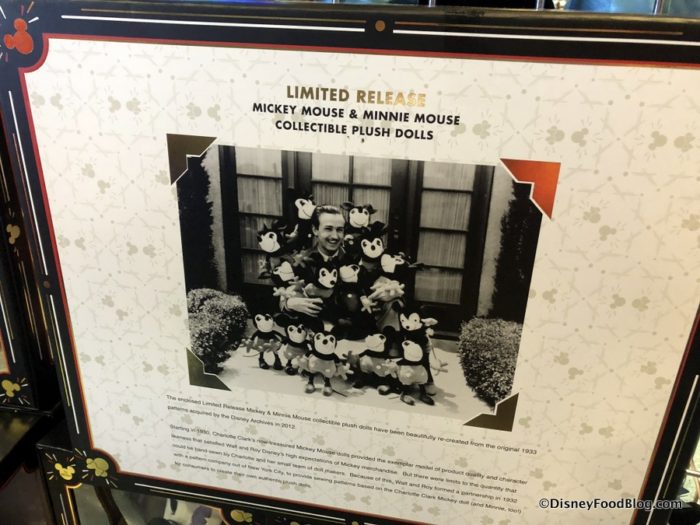 LIMITED RELEASE
MICKEY MOUSE & MINNIE MOUSE
COLLECTIBLE PLUSH DOLLS
The enclosed Limited Release Mickey & Minnie Mouse collectible plush dolls have been beautifully re-created from the original 1933
patterns acquired by the Disney Archives in 2012.
Starting in 1930, Charlotte Clark's now-treasured Mickey Mouse dolls provided the exemplar model of product quality and character
likeness that satisfied Walt and Roy Disney's high expectations of Mickey merchandise. But there were limits to the quantity that
could be hand sewn by Charlotte and her small team of doll makers. Because of this, Walt and Roy formed a partnership in 1932
with a pattern company out of New York City, to provide sewing patterns based on the Charlotte Clark Mickey doll (and Minnie, too!)
for consumers to create their own authentic plush dolls.
©DisneyFoodBlog.com